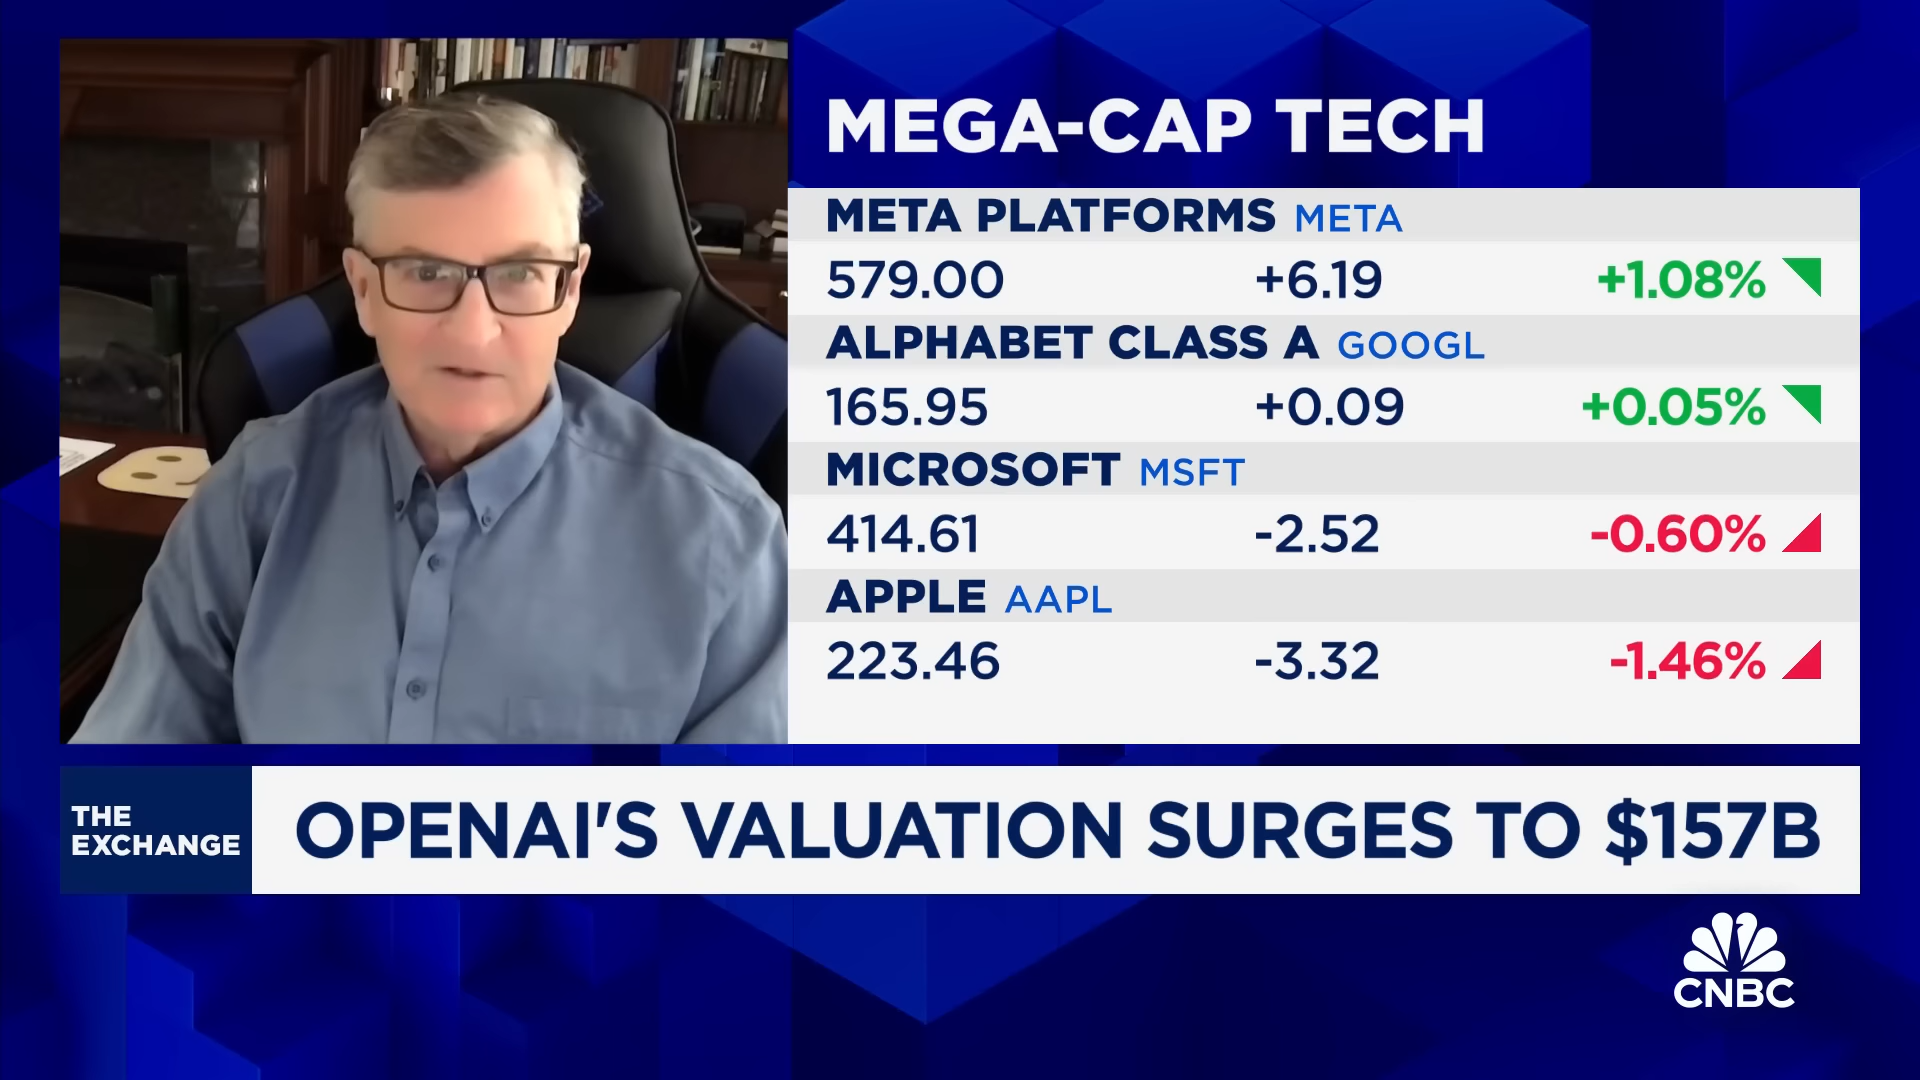 MEGA-CAP TECH
META PLATFORMS META
579.00 +6.19 +1.08%
ALPHABET CLASS A GOOGL
165.95 +0.09 +0.05%
MICROSOFT MSFT
414.61 -2.52 -0.60%
APPLE AAPL
223.46 -3.32 -1.46%
THE
EXCHANGE
OPENAI'S VALUATION SURGES TO $157B
CNBC